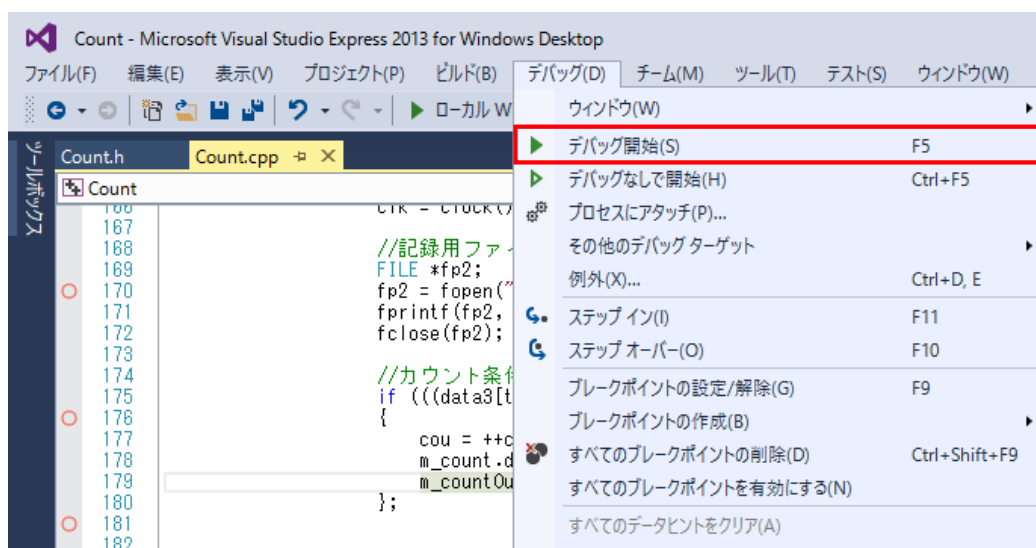 Count - Microsoft Visual Studio Express 2013 for Windows Desktop
ファイル(F) 編集(E) 表示(V) プロジェクト(P) ビルド(B) デバッグ(D) チーム(M) ツール(T) テスト(S) ウィンドウ(W)
ローカル W
ツールボックス
Count.h Count.cpp
Count
166 clk = clock()
167
168 //記録用ファイ
169 FILE *fp2;
170 fp2 = fopen("
171 fprintf(fp2,
172 fclose(fp2);
173
174 //カウント条件
175 if (((data3[t
176 {
177 cou = ++c
178 m_count.d
179 m_countOu
180 };
181
182
ウィンドウ(W)
デバッグ開始(S) F5
デバッグなしで開始(H) Ctrl+F5
プロセスにアタッチ(P)...
その他のデバッグ ターゲット
例外(X)... Ctrl+D, E
ステップ イン(I) F11
ステップ オーバー(O) F10
ブレークポイントの設定/解除(G) F9
ブレークポイントの作成(B)
すべてのブレークポイントの削除(D) Ctrl+Shift+F9
すべてのブレークポイントを有効にする(N)
すべてのデータヒントをクリア(A)